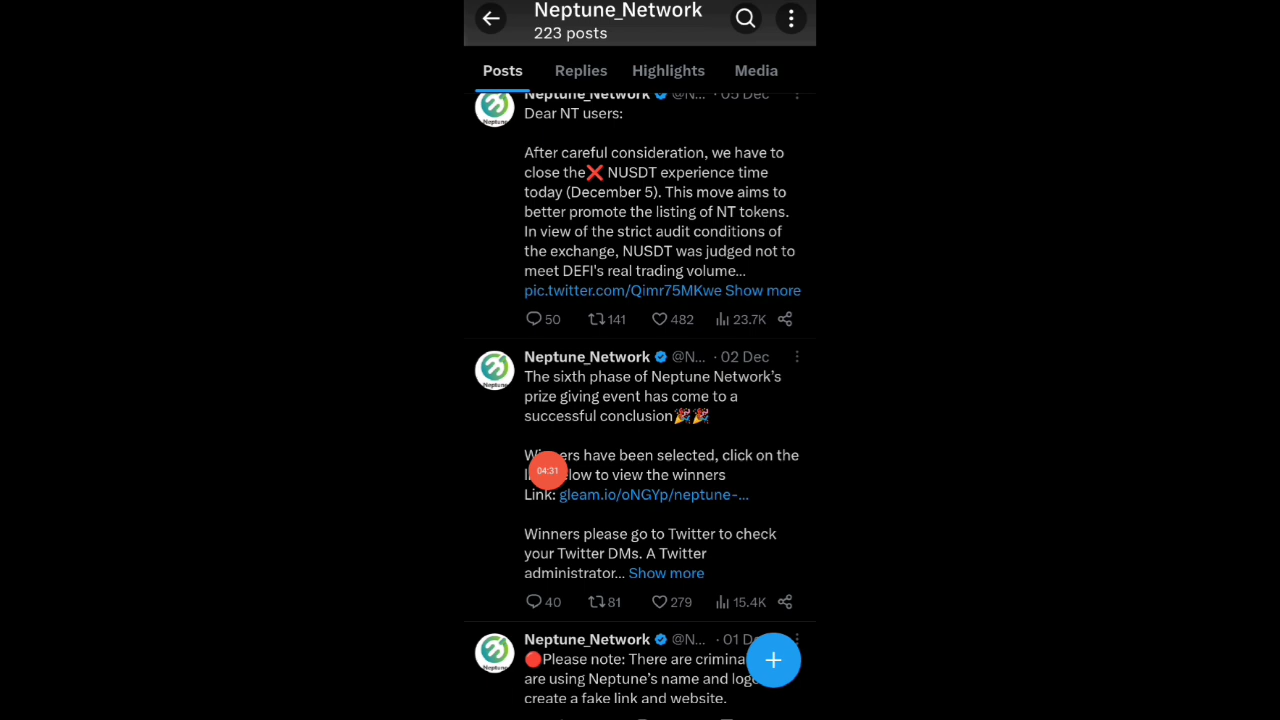 Neptune_Network
223 posts
Posts Replies Highlights Media
Neptune_Network @N... · 05 Dec
Dear NT users:
After careful consideration, we have to
close the❌ NUSDT experience time
today (December 5). This move aims to
better promote the listing of NT tokens.
In view of the strict audit conditions of
the exchange, NUSDT was judged not to
meet DEFI's real trading volume...
pic.twitter.com/Qimr75MKwe Show more
50 141 482 23.7K
Neptune_Network @N... · 02 Dec
The sixth phase of Neptune Network's
prize giving event has come to a
successful conclusion🎉🎉
have been selected, click on the
to view the winners
Link: gleam.io/oNGYp/neptune-...
Winners please go to Twitter to check
your Twitter DMs. A Twitter
administrator... Show more
40 81 279 15.4K
04:31
Neptune
Neptune_Network @N... · 01
🔴Please note: There are
are using Neptune's name and
create a fake link and website.